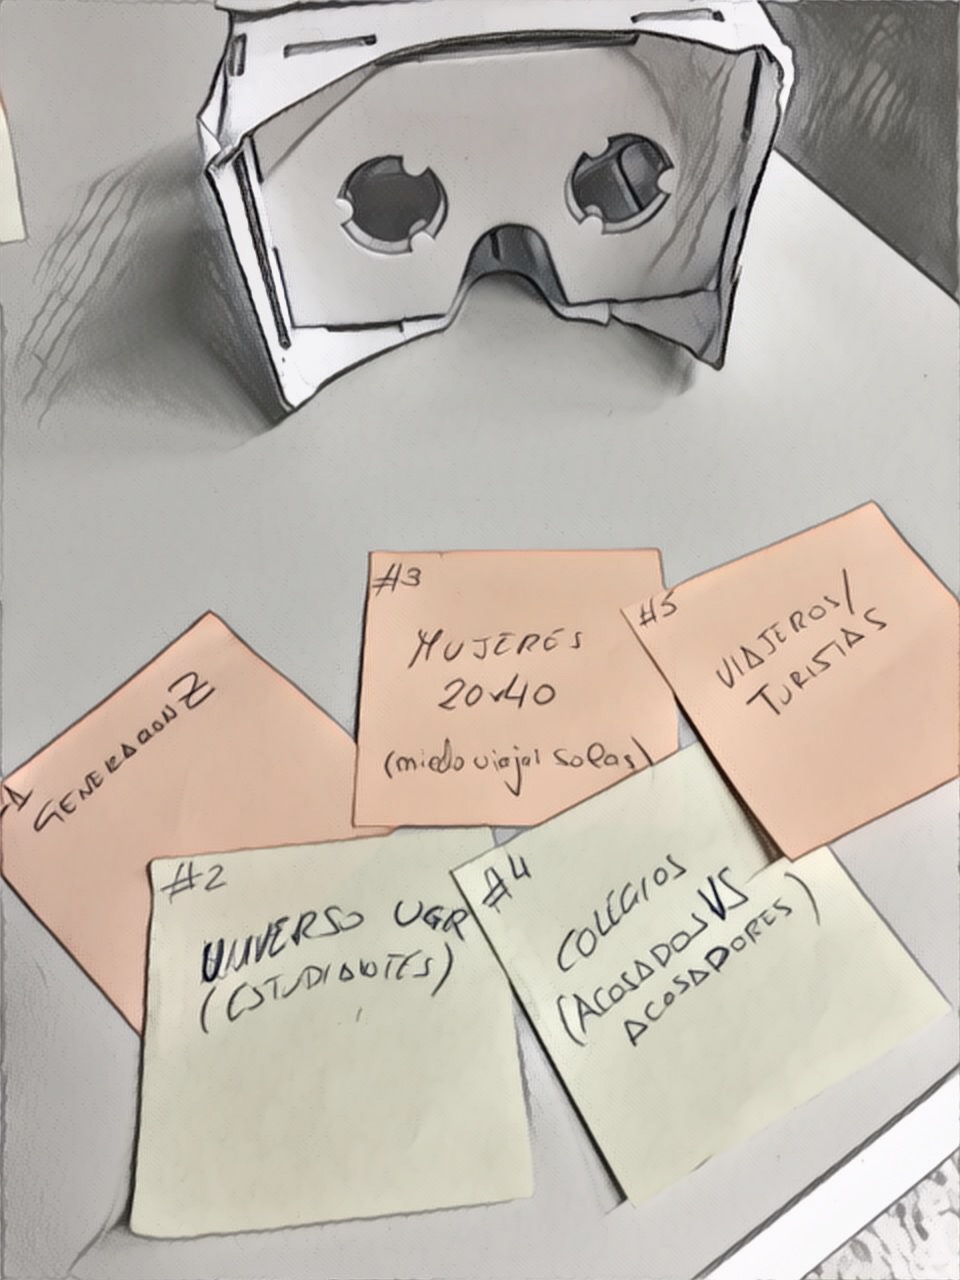 GENERACION Z
#2
UNIVERSO UGR
(ESTUDIANTES)
#3
MUJERES
20-40
(miedo viajar solas)
#4
COLEGIOS
(ACOSADOS VS
ACOSADORES)
#5
VIAJEROS/
TURISTAS